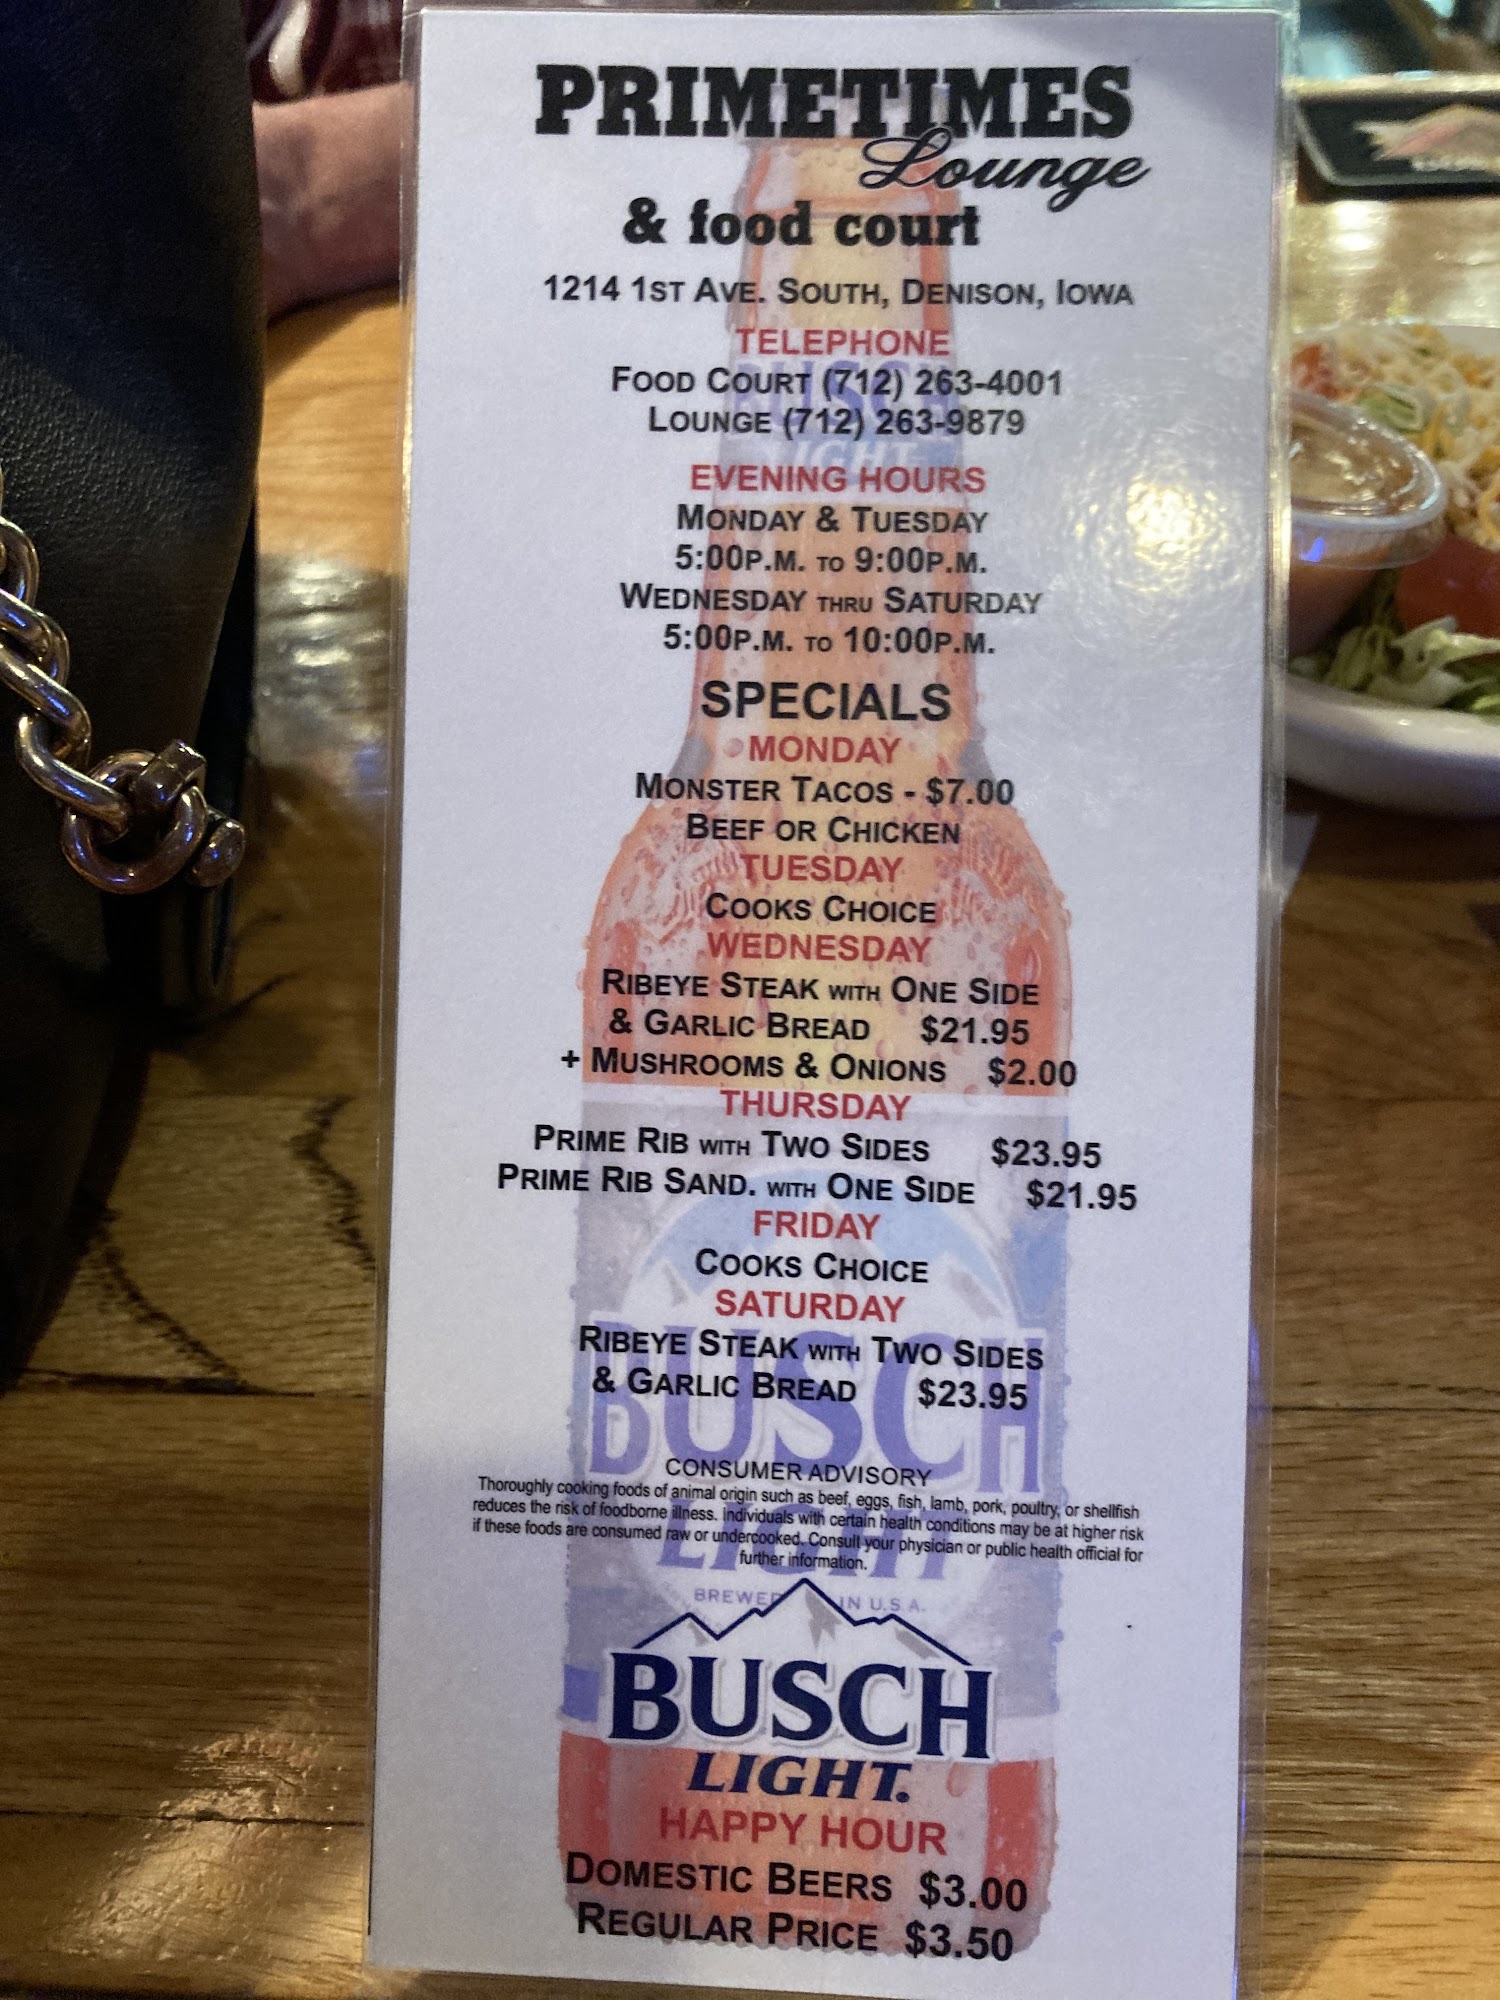 PRIMETIMES
Lounge
& food court
1214 1ST AVE. SOUTH, DENISON, IOWA
TELEPHONE
FOOD COURT (712) 263-4001
LOUNGE (712) 263-9879
EVENING HOURS
MONDAY & TUESDAY
5:00P.M. TO 9:00P.M.
WEDNESDAY THRU SATURDAY
5:00P.M. TO 10:00P.M.
SPECIALS
MONDAY
MONSTER TACOS - $7.00
BEEF OR CHICKEN
TUESDAY
COOKS CHOICE
WEDNESDAY
RIBEYE STEAK WITH ONE SIDE
& GARLIC BREAD $21.95
+ MUSHROOMS & ONIONS $2.00
THURSDAY
PRIME RIB WITH TWO SIDES $23.95
PRIME RIB SAND. WITH ONE SIDE $21.95
FRIDAY
COOKS CHOICE
SATURDAY
RIBEYE STEAK WITH TWO SIDES
& GARLIC BREAD $23.95
BUSCH
LIGHT
CONSUMER ADVISORY
Thoroughly cooking foods of animal origin such as beef, eggs, fish, lamb, pork, poultry, or shellfish
reduces the risk of foodborne illness. Individuals with certain health conditions may be at higher risk
if these foods are consumed raw or undercooked. Consult your physician or public health official for
further information.
BREWED IN U.S.A.
BUSCH
LIGHT.
HAPPY HOUR
DOMESTIC BEERS $3.00
REGULAR PRICE $3.50